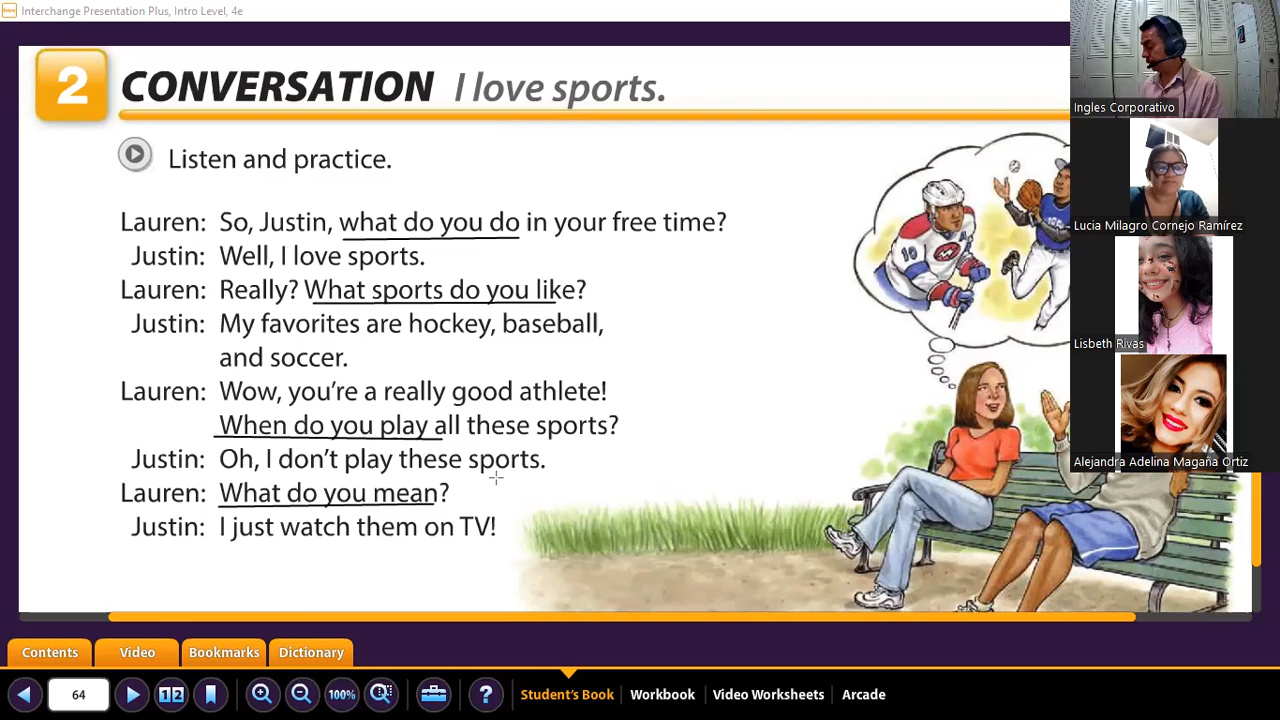 Interchange Presentation Plus, Intro Level, 4e
2 CONVERSATION I love sports.
Listen and practice.
Lauren: So, Justin, what do you do in your free time?
Justin: Well, I love sports.
Lauren: Really? What sports do you like?
Justin: My favorites are hockey, baseball,
and soccer.
Lauren: Wow, you're a really good athlete!
When do you play all these sports?
Justin: Oh, I don't play these sports.
Lauren: What do you mean?
Justin: I just watch them on TV!
10
Ingles Corporativo
Lucia Milagro Cornejo Ramírez
Lisbeth Rivas
Alejandra Adelina Magaña Ortiz
Contents Video Bookmarks Dictionary
64 1 2 100% ? Student's Book Workbook Video Worksheets Arcade